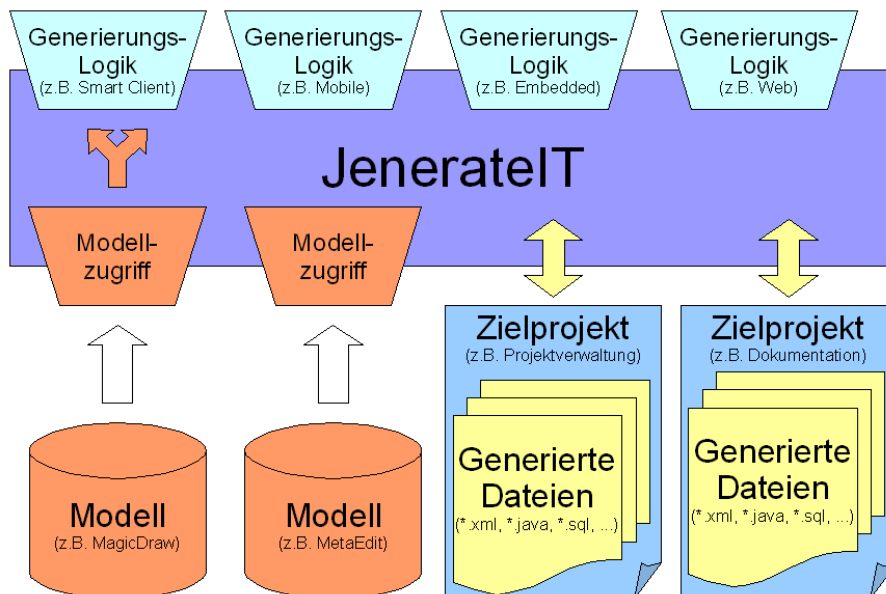 Generierungs-
Logik
(z.B. Smart Client)
Generierungs-
Logik
(z.B. Mobile)
Generierungs-
Logik
(z.B. Embedded)
Generierungs-
Logik
(z.B. Web)
JenerateIT
Modell-
zugriff
Modell-
zugriff
Modell
(z.B. MagicDraw)
Modell
(z.B. MetaEdit)
Zielprojekt
(z.B. Projektverwaltung)
Generierte
Dateien
(*.xml, *.java, *.sql, ...)
Zielprojekt
(z.B. Dokumentation)
Generierte
Dateien
(*.xml, *.java, *.sql, ...)